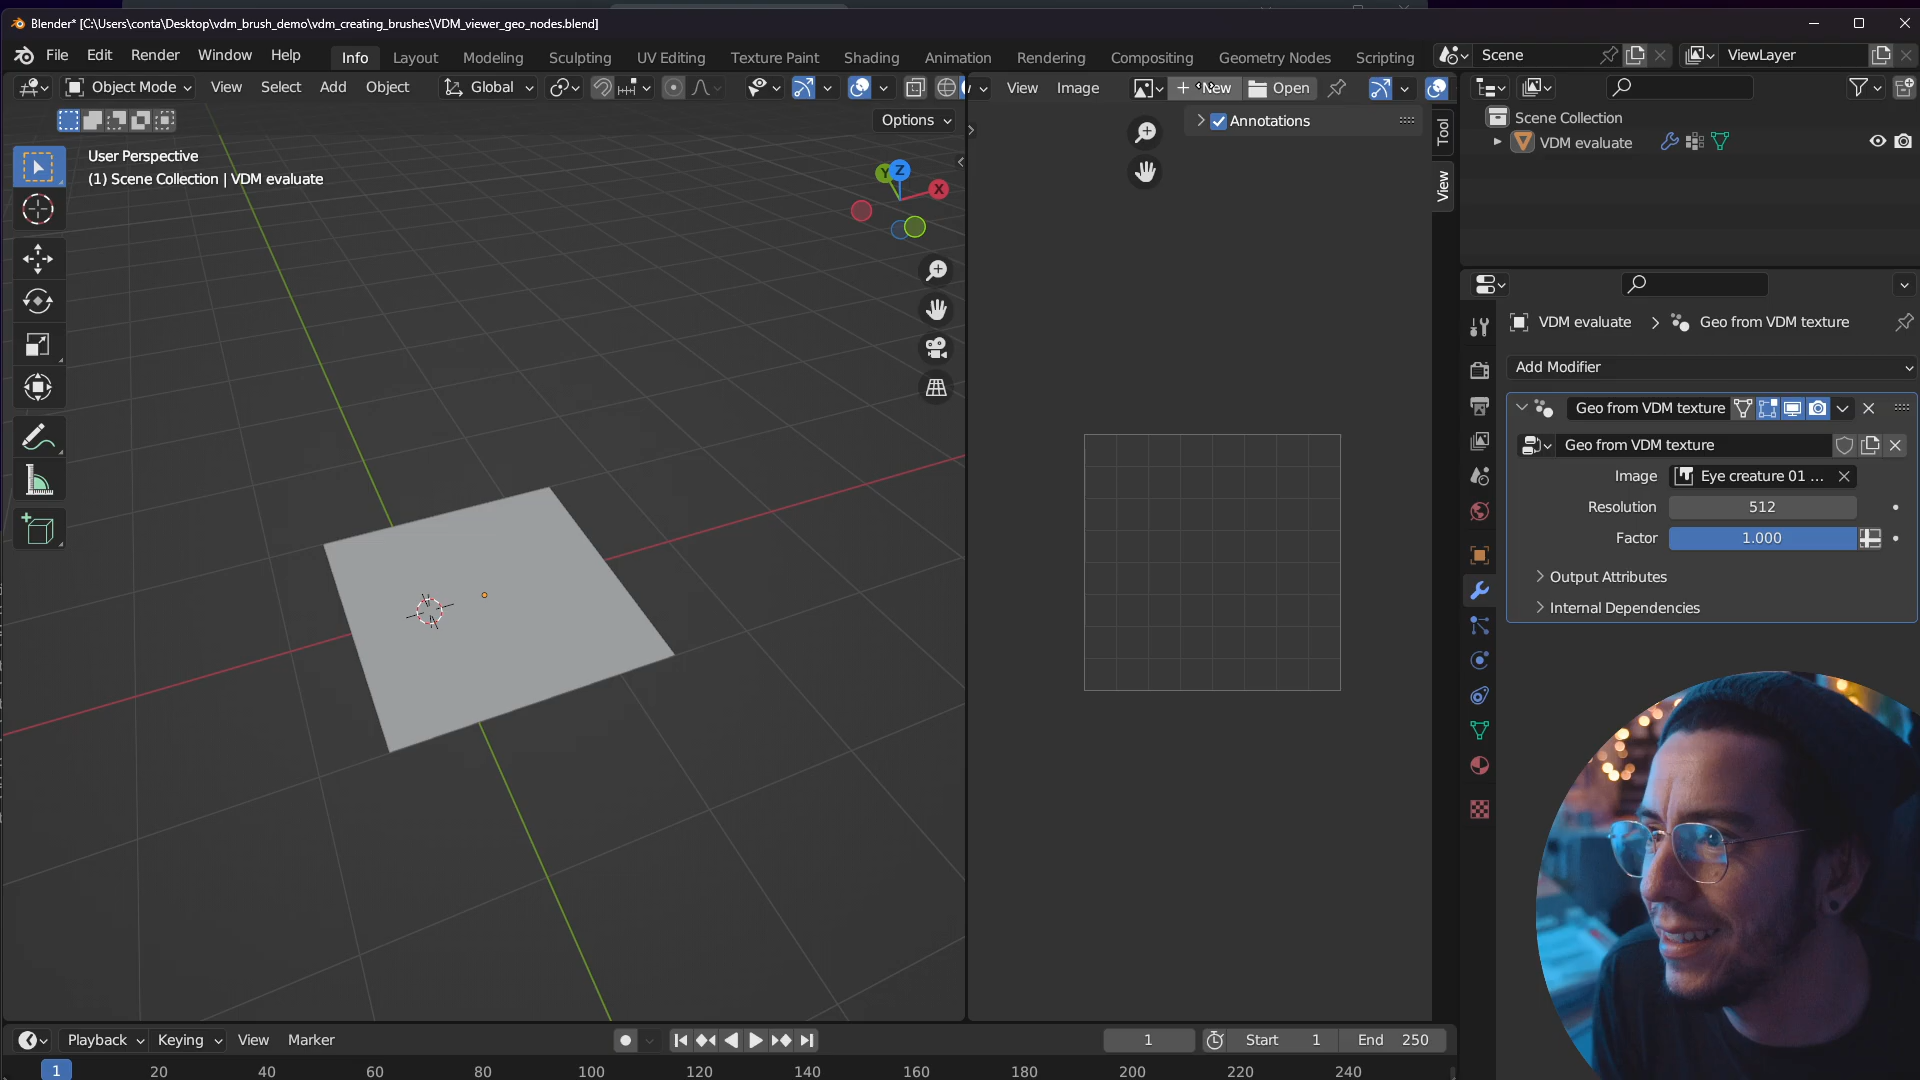 Blender* [C:\Users\conta\Desktop\vdm_brush_demo\vdm_creating_brushes\VDM_viewer_geo_nodes.blend]
File Edit Render Window Help Info Layout Modeling Sculpting UV Editing Texture Paint Shading Animation Rendering Compositing Geometry Nodes Scripting Scene ViewLayer
Object Mode View Select Add Object Global View Image New Open
Options
Annotations
Tool
View
Scene Collection
VDM evaluate
User Perspective
(1) Scene Collection | VDM evaluate
Z
Y
X
VDM evaluate Geo from VDM texture
Add Modifier
Geo from VDM texture
Geo from VDM texture
Image Eye creature 01 ...
Resolution 512
Factor 1.000
Output Attributes
Internal Dependencies
Playback Keying View Marker 1 Start 1 End 250
1 20 40 60 80 100 120 140 160 180 200 220 240